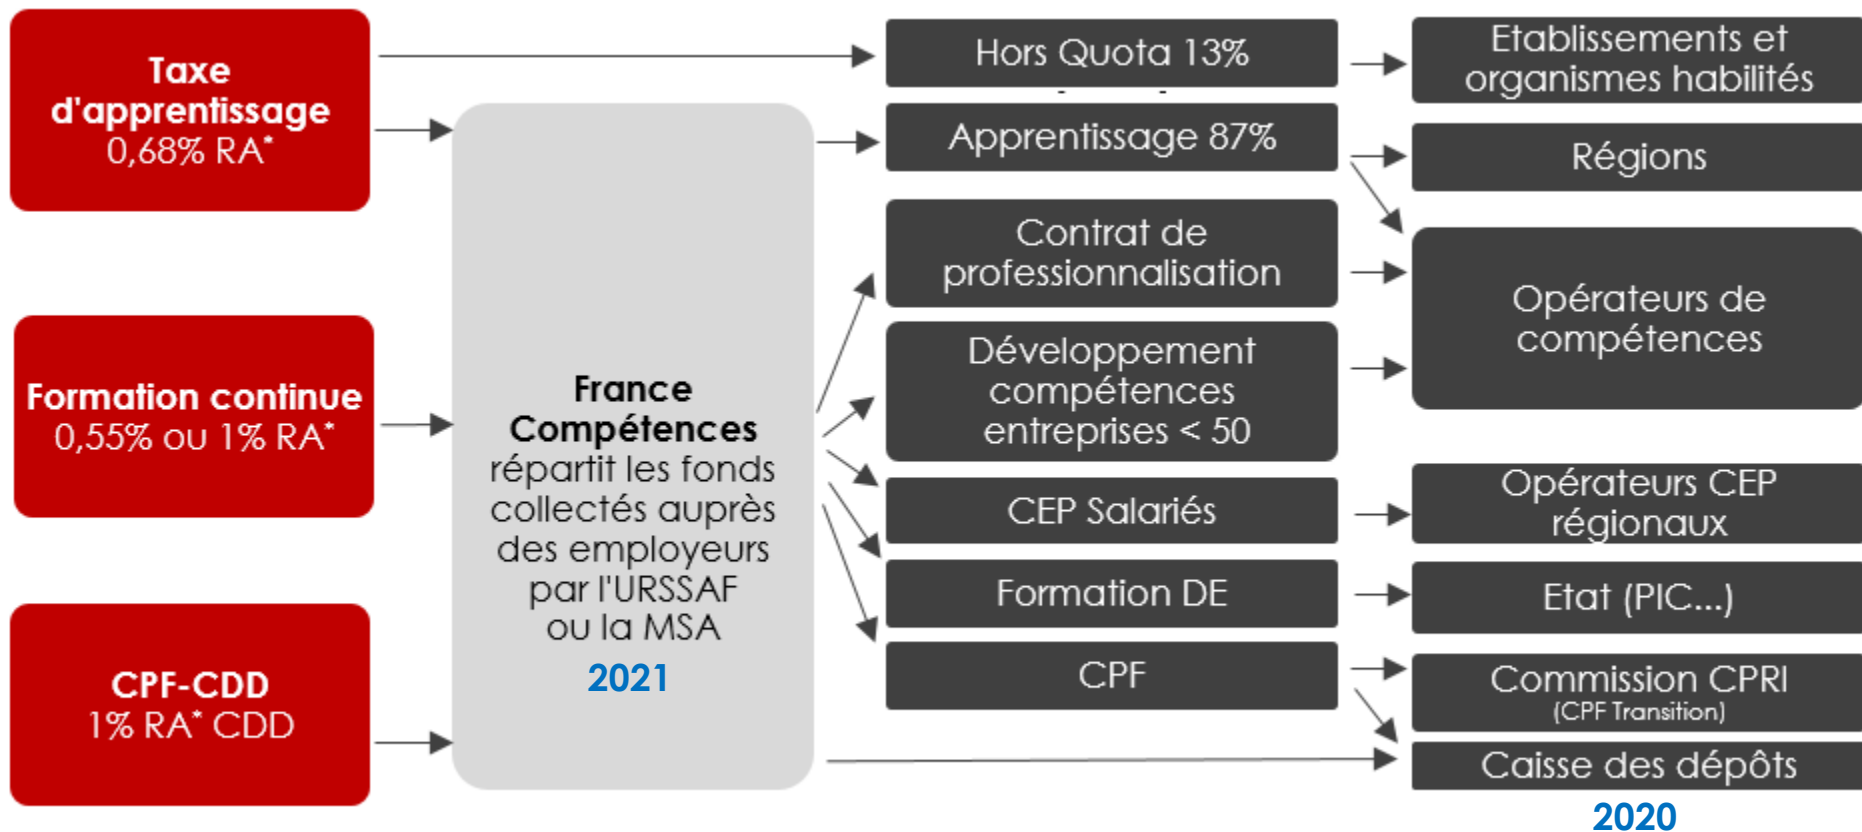 Taxe
d'apprentissage
0,68% RA*
Formation continue
0,55% ou 1% RA*
CPF-CDD
1% RA* CDD
France
Compétences
répartit les fonds
collectés auprès
des employeurs
par l'URSSAF
ou la MSA
2021
Hors Quota 13%
Apprentissage 87%
Contrat de
professionnalisation
Développement
compétences
entreprises < 50
CEP Salariés
Formation DE
CPF
Etablissements et
organismes habilités
Régions
Opérateurs de
compétences
Opérateurs CEP
régionaux
Etat (PIC...)
Commission CPRI
(CPF Transition)
Caisse des dépôts
2020